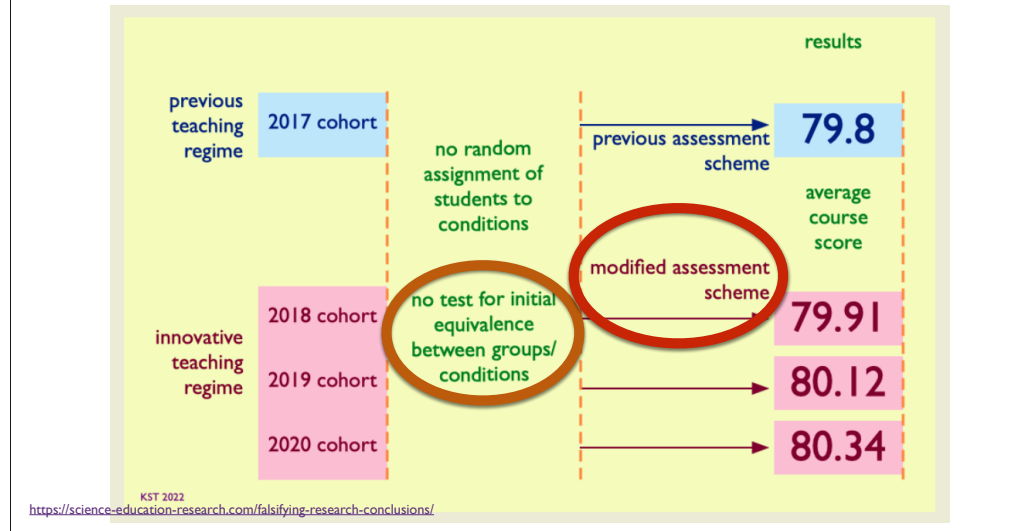 results
previous
teaching
regime
2017 cohort
no random
assignment of
students to
conditions
previous assessment
scheme
79.8
average
course
score
modified assessment
scheme
innovative
teaching
regime
2018 cohort
2019 cohort
2020 cohort
no test for initial
equivalence
between groups/
conditions
79.91
80.12
80.34
KST 2022
https://science-education-research.com/falsifying-research-conclusions/